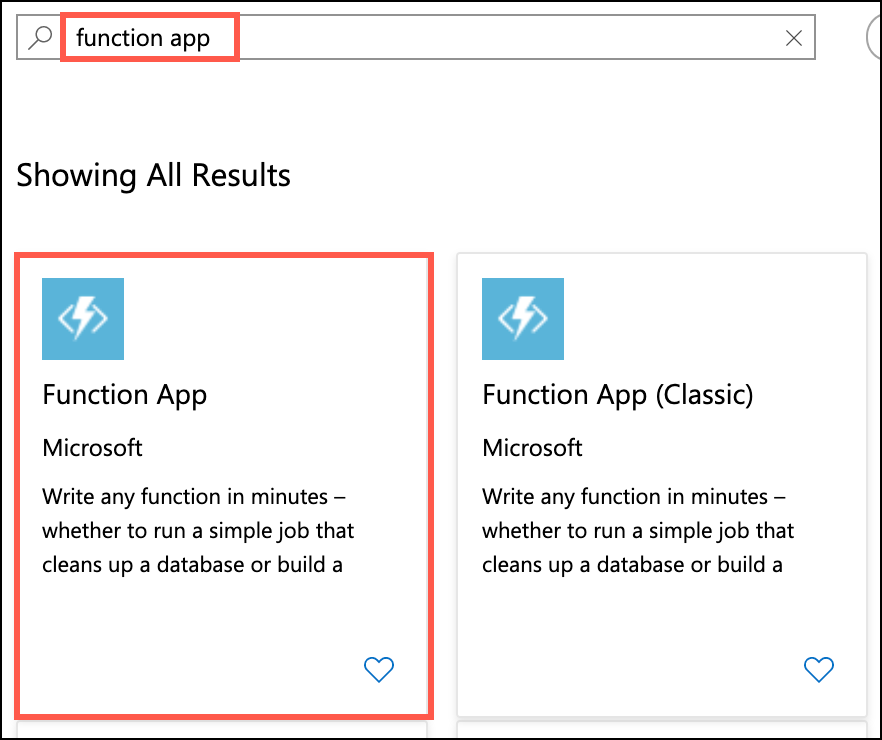 function app
Showing All Results
Function App
Microsoft
Write any function in minutes –
whether to run a simple job that
cleans up a database or build a
Function App (Classic)
Microsoft
Write any function in minutes –
whether to run a simple job that
cleans up a database or build a